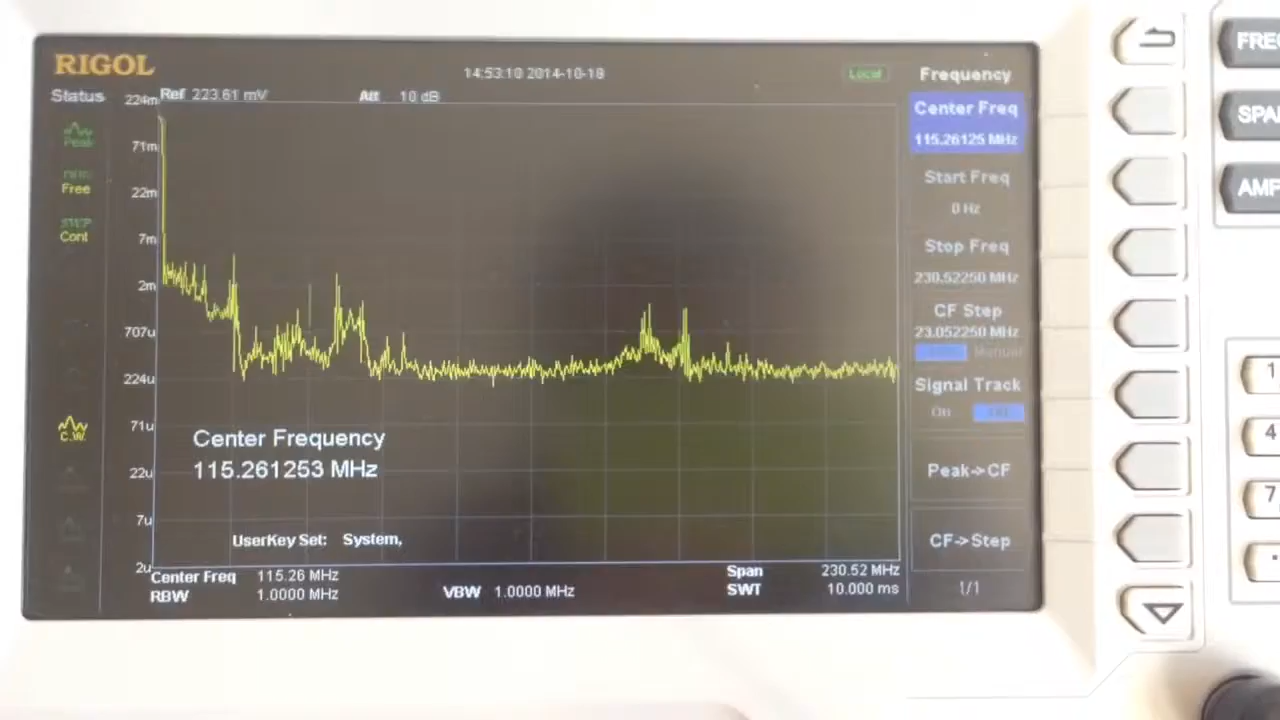 RIGOL
14:53:10 2014-10-18
Local
Status
Ref 223.61 mV
Att 10 dB
224m
71m
22m
7m
2m
707u
224u
71u
22u
7u
2u
Peak
Free
Cont
C.W.
Center Frequency
115.261253 MHz
UserKey Set: System,
Center Freq 115.26 MHz
RBW 1.0000 MHz
VBW 1.0000 MHz
Span 230.52 MHz
SWT 10.000 ms
Frequency
Center Freq
115.26125 MHz
Start Freq
0 Hz
Stop Freq
230.52250 MHz
CF Step
23.052250 MHz
Manual
Signal Track
On
Peak->CF
CF->Step
1/1
FREQ
SPA
AMP
1
4
7
.